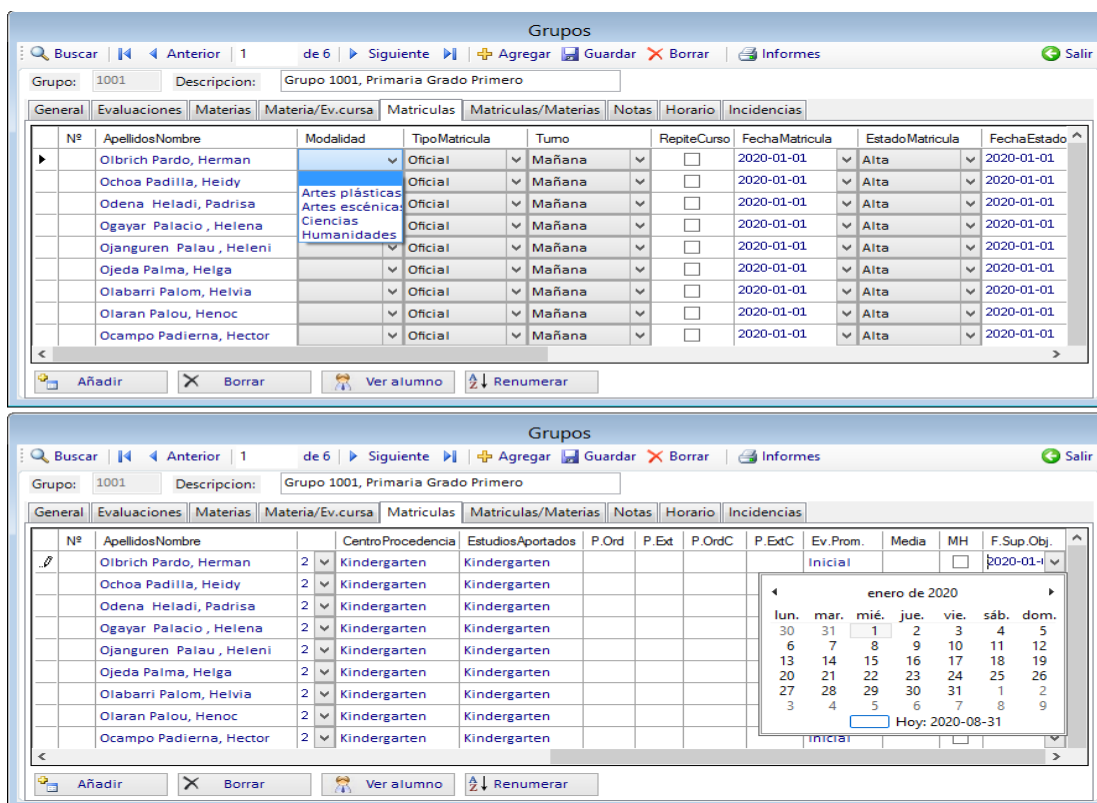 Grupos
Buscar Anterior 1 de 6 Siguiente Agregar Guardar Borrar Informes Salir
Grupo: 1001 Descripcion: Grupo 1001, Primaria Grado Primero
General Evaluaciones Materias Materia/Ev.cursa Matriculas Matriculas/Materias Notas Horario Incidencias
Nº ApellidosNombre Modalidad TipoMatricula Turno RepiteCurso FechaMatricula EstadoMatricula FechaEstado
Olbrich Pardo, Herman Oficial Mañana 2020-01-01 Alta 2020-01-01
Ochoa Padilla, Heidy Oficial Mañana 2020-01-01 Alta 2020-01-01
Artes plásticas
Odena Heladi, Padrisa Oficial Mañana 2020-01-01 Alta 2020-01-01
Artes escénicas
Ciencias
Ogayar Palacio , Helena Oficial Mañana 2020-01-01 Alta 2020-01-01
Humanidades
Ojanguren Palau , Heleni Oficial Mañana 2020-01-01 Alta 2020-01-01
Ojeda Palma, Helga Oficial Mañana 2020-01-01 Alta 2020-01-01
Olabarri Palom, Helvia Oficial Mañana 2020-01-01 Alta 2020-01-01
Olaran Palou, Henoc Oficial Mañana 2020-01-01 Alta 2020-01-01
Ocampo Padierna, Hector Oficial Mañana 2020-01-01 Alta 2020-01-01
Añadir Borrar Ver alumno Renumerar
Grupos
Buscar Anterior 1 de 6 Siguiente Agregar Guardar Borrar Informes Salir
Grupo: 1001 Descripcion: Grupo 1001, Primaria Grado Primero
General Evaluaciones Materias Materia/Ev.cursa Matriculas Matriculas/Materias Notas Horario Incidencias
Nº ApellidosNombre CentroProcedencia EstudiosAportados P.Ord P.Ext P.OrdC P.ExtC Ev.Prom. Media MH F.Sup.Obj.
Olbrich Pardo, Herman 2 Kindergarten Kindergarten Inicial 2020-01-
Ochoa Padilla, Heidy 2 Kindergarten Kindergarten
Odena Heladi, Padrisa 2 Kindergarten Kindergarten
Ogayar Palacio , Helena 2 Kindergarten Kindergarten
Ojanguren Palau , Heleni 2 Kindergarten Kindergarten
Ojeda Palma, Helga 2 Kindergarten Kindergarten
Olabarri Palom, Helvia 2 Kindergarten Kindergarten
Olaran Palou, Henoc 2 Kindergarten Kindergarten
Ocampo Padierna, Hector 2 Kindergarten Kindergarten Inicial
enero de 2020
lun. mar. mié. jue. vie. sáb. dom.
30 31 1 2 3 4 5
6 7 8 9 10 11 12
13 14 15 16 17 18 19
20 21 22 23 24 25 26
27 28 29 30 31 1 2
3 4 5 6 7 8 9
Hoy: 2020-08-31
Añadir Borrar Ver alumno Renumerar